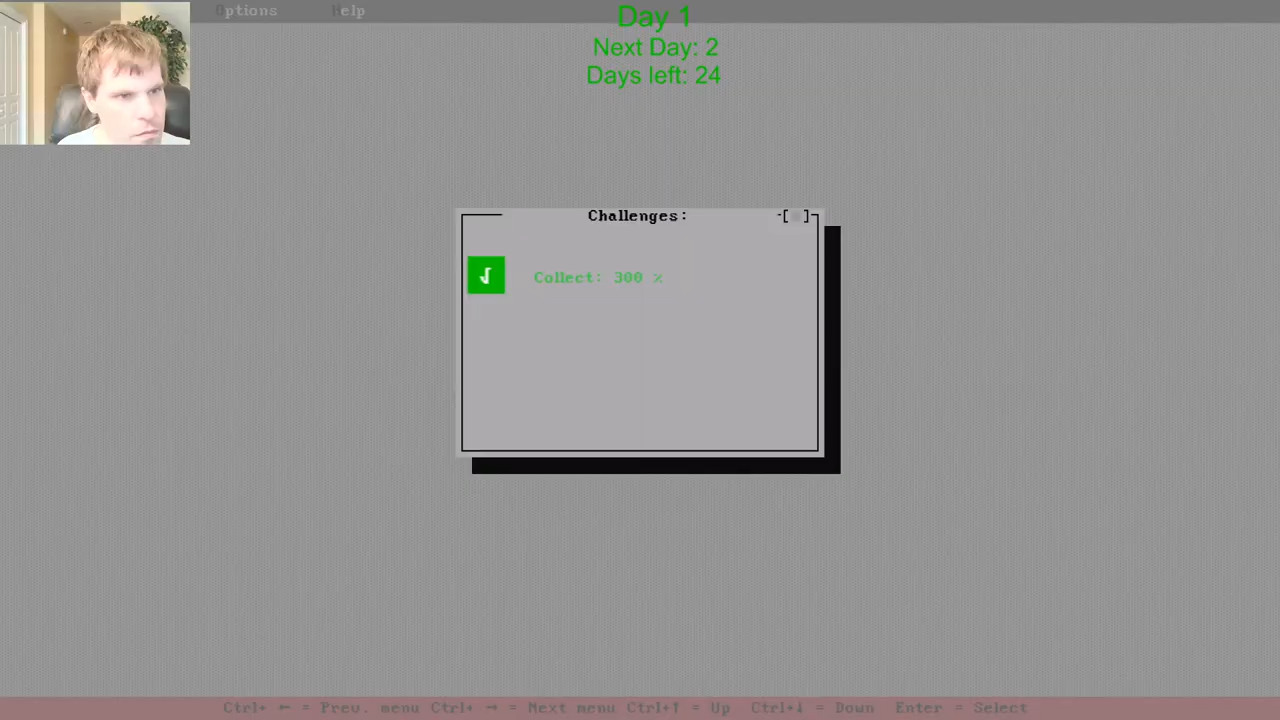 Options Help
Day 1
Next Day: 2
Days left: 24
Challenges:
√ Collect: 300 %
Ctrl+ ← = Prev. menu Ctrl+ → = Next menu Ctrl+↑ = Up Ctrl+↓ = Down Enter = Select